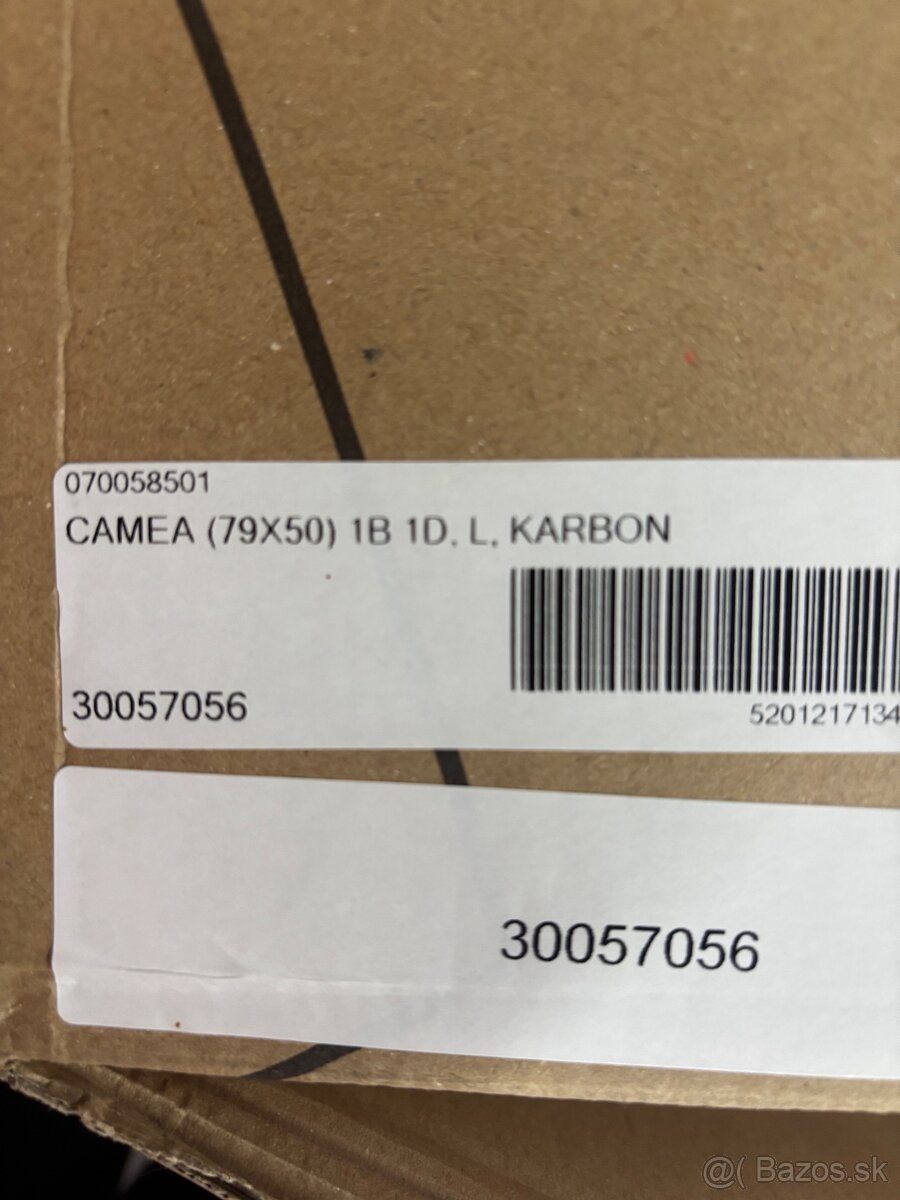 070058501
CAMEA (79X50) 1B 1D, L, KARBON
30057056
5201217134
30057056
@( Bazos.sk